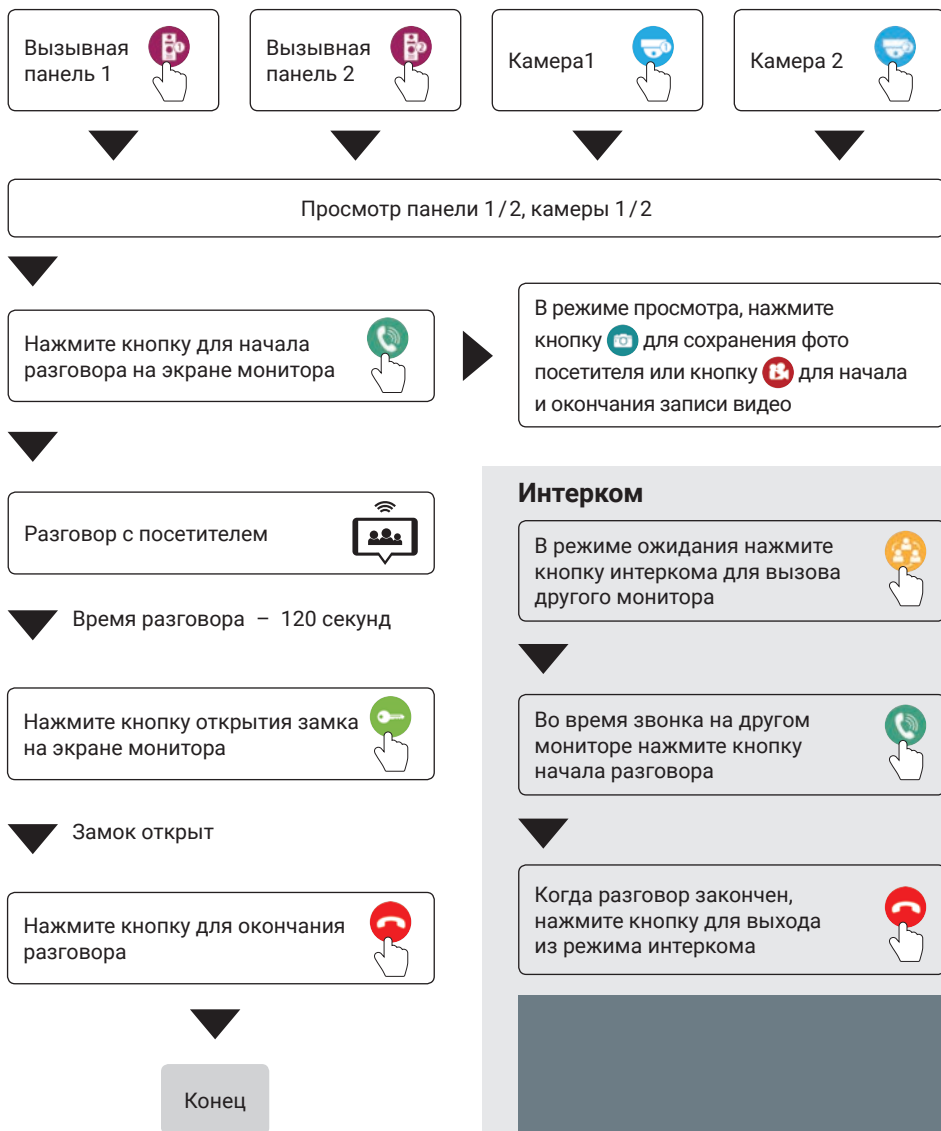 Вызывная
панель 1
Вызывная
панель 2
Камера1
Камера 2
Просмотр панели 1/2, камеры 1/2
Нажмите кнопку для начала
разговора на экране монитора
В режиме просмотра, нажмите
кнопку для сохранения фото
посетителя или кнопку для начала
и окончания записи видео
Разговор с посетителем
Время разговора – 120 секунд
Нажмите кнопку открытия замка
на экране монитора
Замок открыт
Нажмите кнопку для окончания
разговора
Конец
Интерком
В режиме ожидания нажмите
кнопку интеркома для вызова
другого монитора
Во время звонка на другом
мониторе нажмите кнопку
начала разговора
Когда разговор закончен,
нажмите кнопку для выхода
из режима интеркома